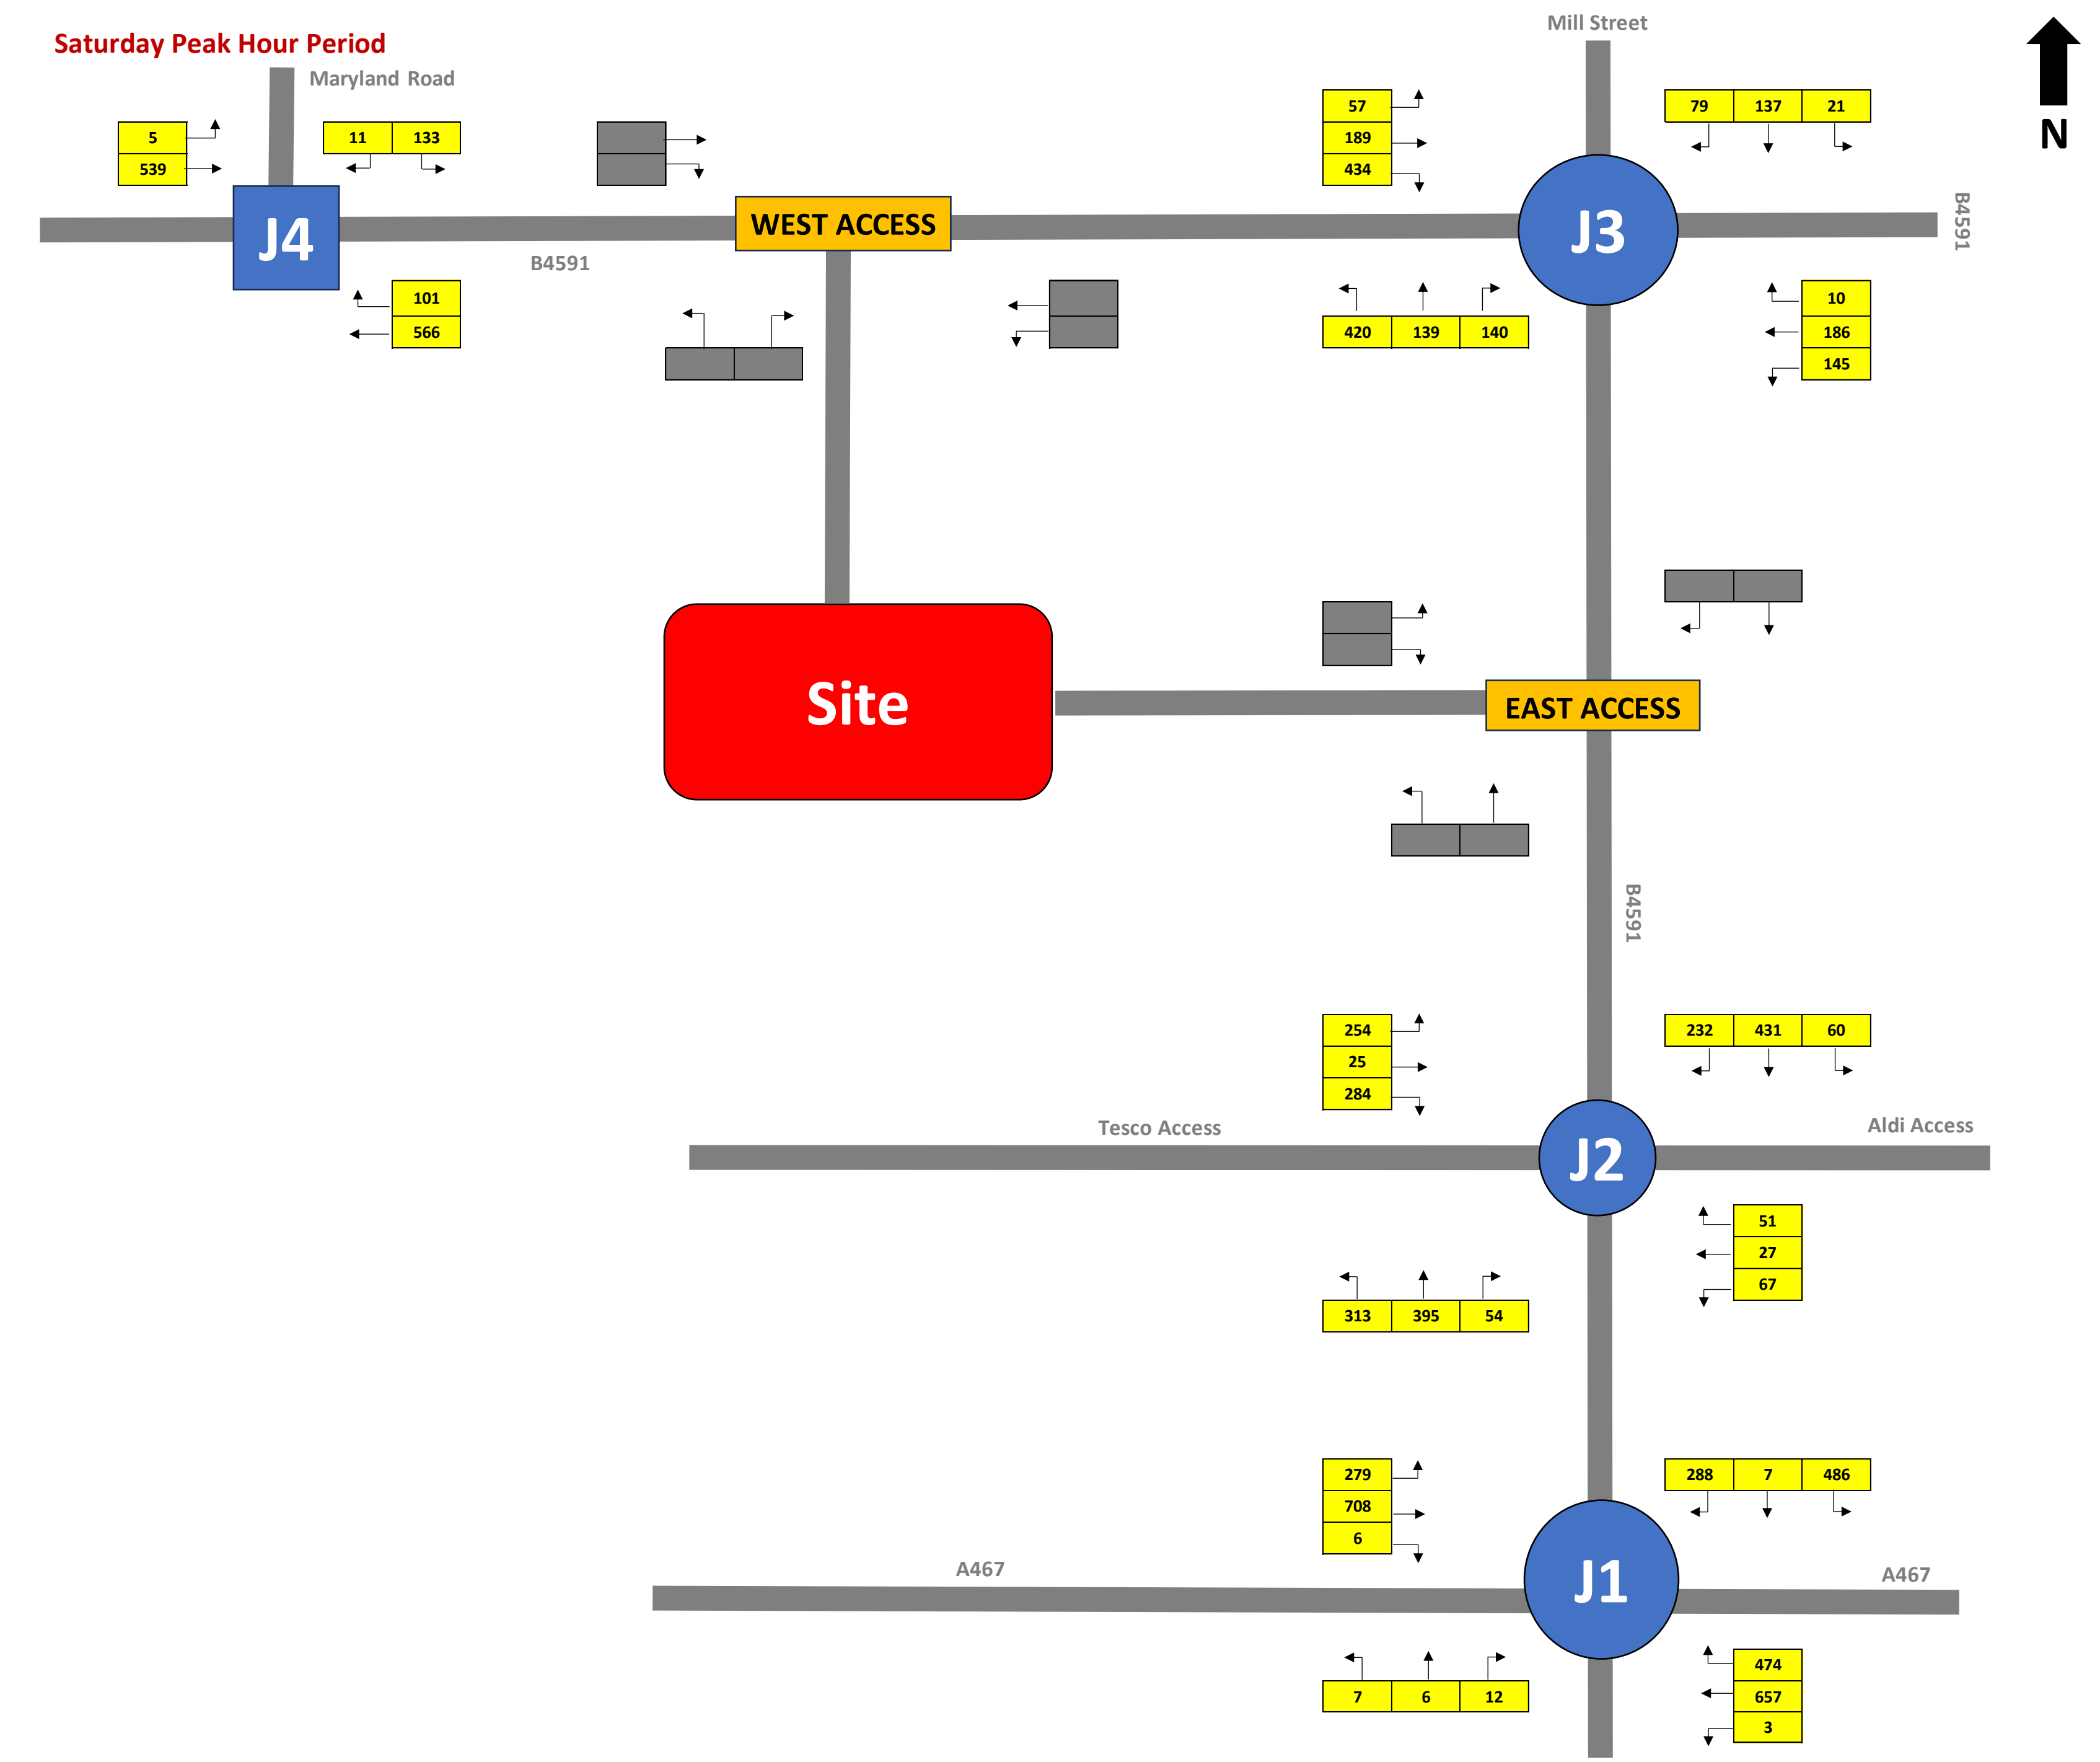 Mill Street
Saturday Peak Hour Period
Maryland Road
57
189
434
79 137 21
N
5
539
11 133
J4
WEST ACCESS
J3
B4591
B4591
101
566
420 139 140
10
186
145
Site
EAST ACCESS
B4591
254
25
284
232 431 60
Tesco Access
Aldi Access
J2
51
27
67
313 395 54
279
708
6
288 7 486
A467
A467
J1
474
657
3
7 6 12